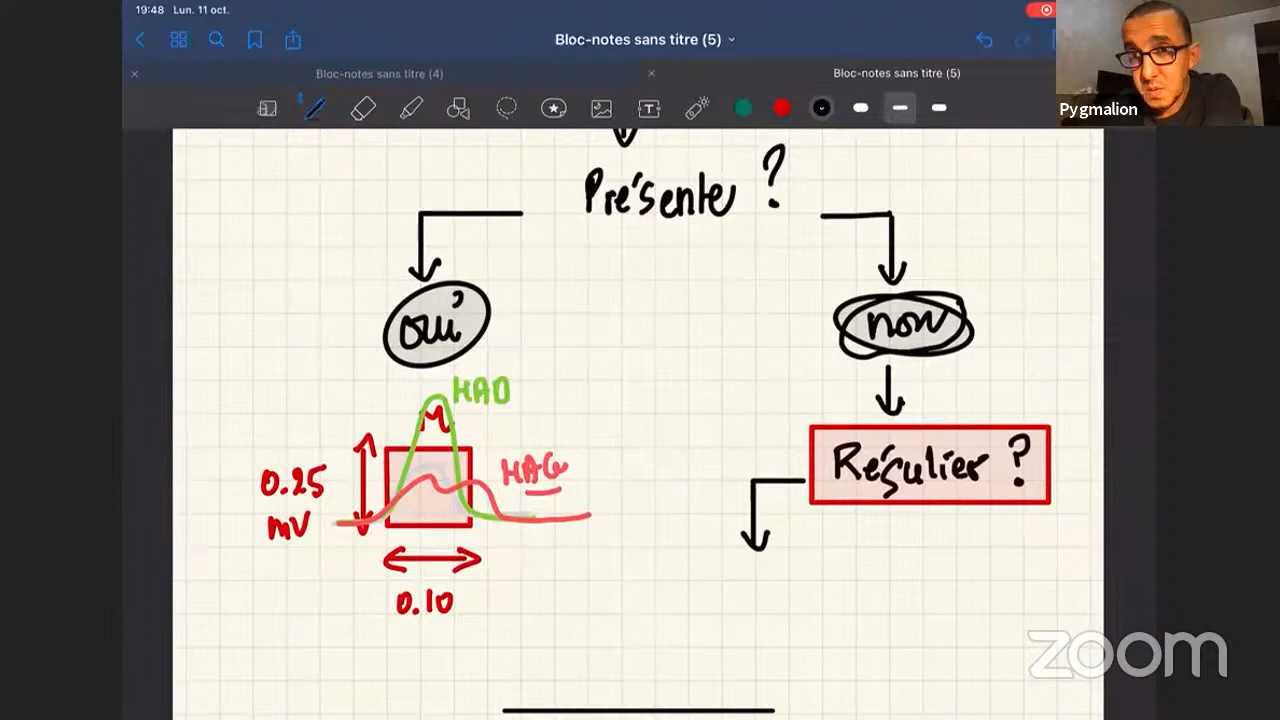 19:48 Lun. 11 oct.
Bloc-notes sans titre (5)
Bloc-notes sans titre (4)
Bloc-notes sans titre (5)
Pygmalion
Présente ?
oui
non
HAD
M
HAG
0.25
mV
0.10
Régulier ?
zoom